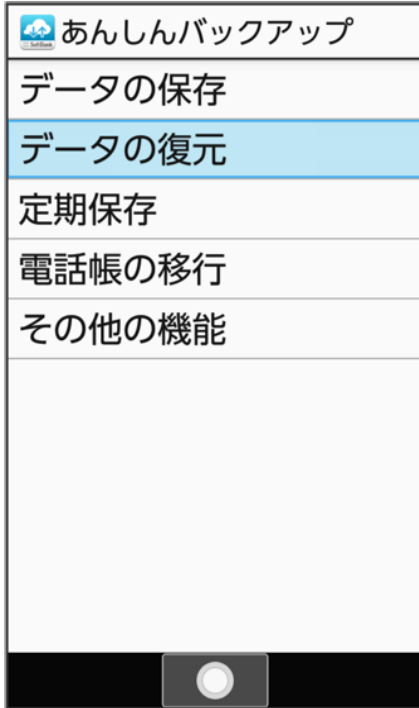 SoftBank
あんしんバックアップ
データの保存
データの復元
定期保存
電話帳の移行
その他の機能